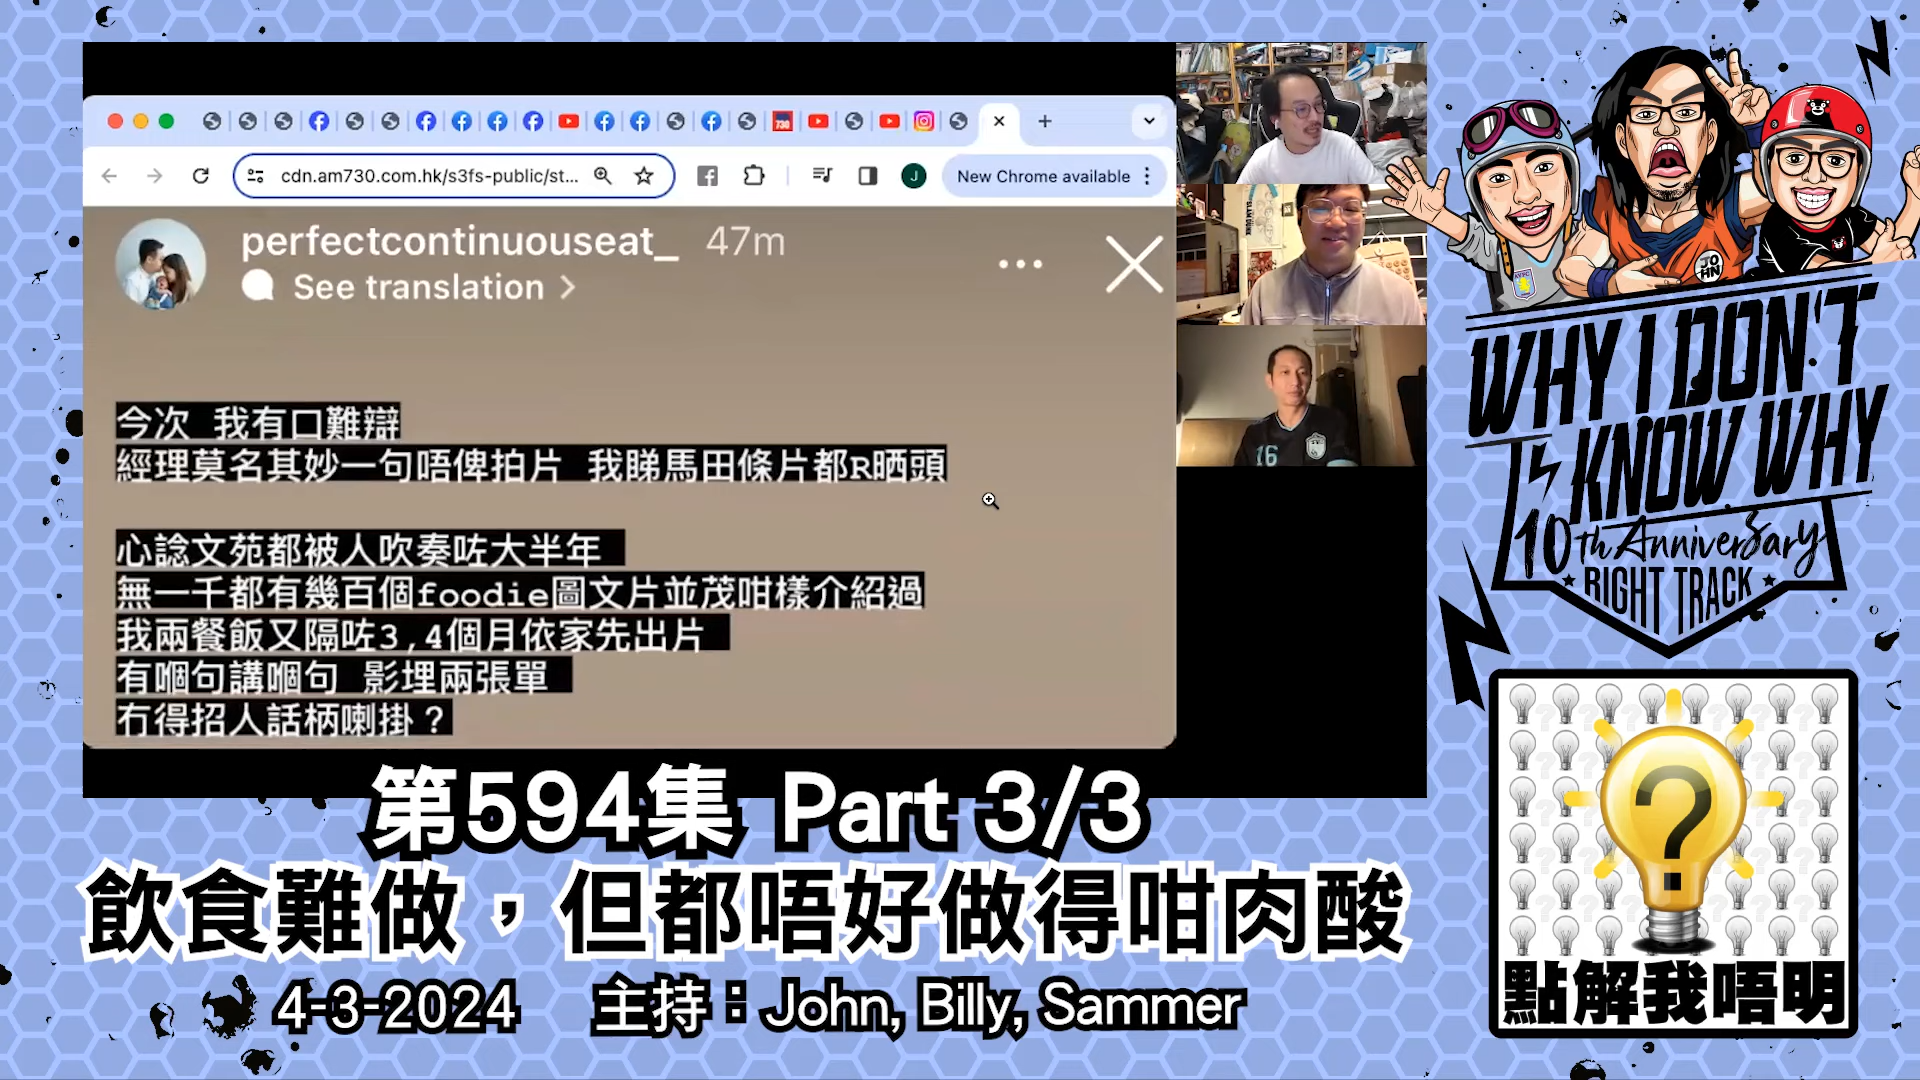 730
cdn.am730.com.hk/s3fs-public/st...
J
New Chrome available
perfectcontinuouseat_ 47m
See translation >
今次 我有口難辯
經理莫名其妙一句唔俾拍片 我睇馬田條片都R晒頭
心諗文苑都被人吹奏咗大半年
無一千都有幾百個foodie圖文片並茂咁樣介紹過
我兩餐飯又隔咗3,4個月依家先出片
有嗰句講嗰句 影埋兩張單
冇得招人話柄喇掛？
SLAM DUNK
16
AVFC
JOHN
WHY I DON'T
KNOW WHY
10th Anniversary
RIGHT TRACK
?
點解我唔明
第594集 Part 3/3
飲食難做，但都唔好做得咁肉酸
4-3-2024 主持：John, Billy, Sammer